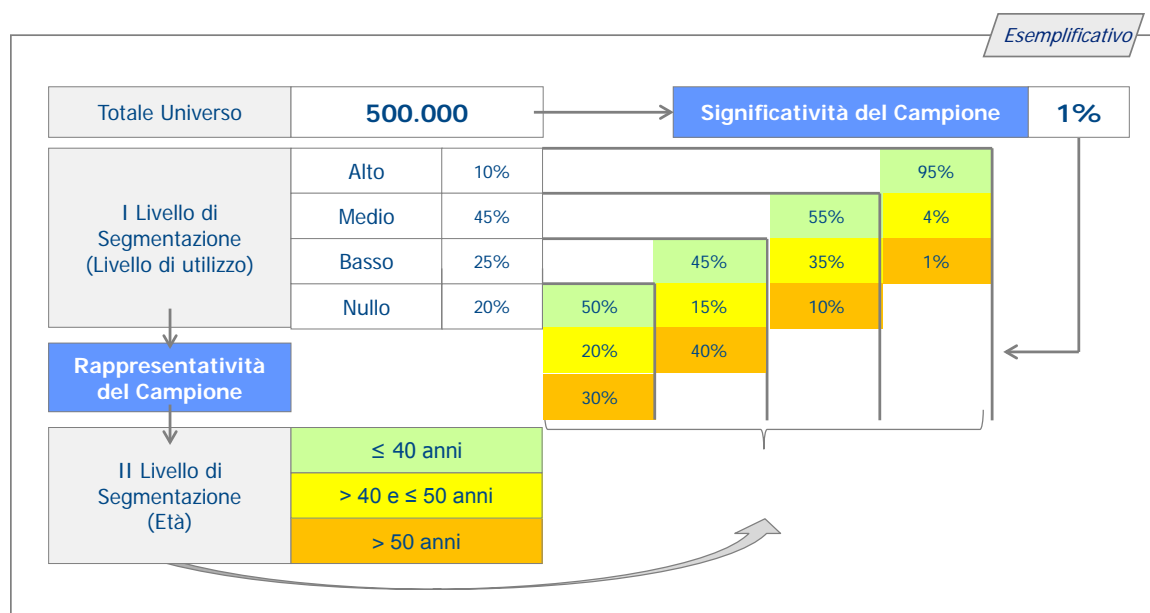 Esemplificativo
Totale Universo
500.000
Significatività del Campione
1%
I Livello di
Segmentazione
(Livello di utilizzo)
Alto
10%
95%
Medio
45%
55%
4%
Basso
25%
45%
35%
1%
Nullo
20%
50%
15%
10%
20%
40%
30%
Rappresentatività
del Campione
II Livello di
Segmentazione
(Età)
≤ 40 anni
> 40 e ≤ 50 anni
> 50 anni